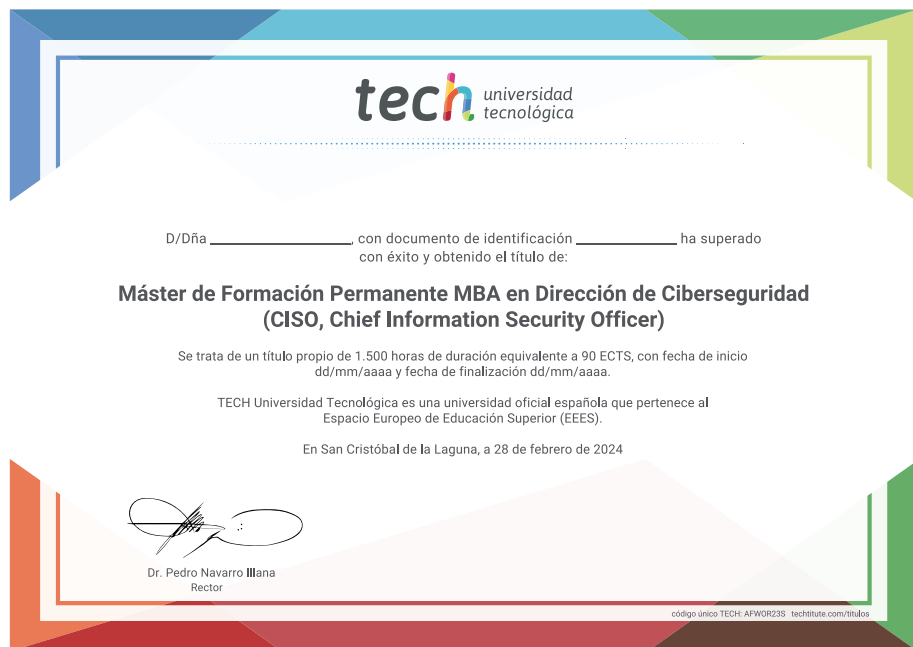 tech universidad
tecnológica
D/Dña ____________________, con documento de identificación ______________ ha superado
con éxito y obtenido el título de:
Máster de Formación Permanente MBA en Dirección de Ciberseguridad
(CISO, Chief Information Security Officer)
Se trata de un título propio de 1.500 horas de duración equivalente a 90 ECTS, con fecha de inicio
dd/mm/aaaa y fecha de finalización dd/mm/aaaa.
TECH Universidad Tecnológica es una universidad oficial española que pertenece al
Espacio Europeo de Educación Superior (EEES).
En San Cristóbal de la Laguna, a 28 de febrero de 2024
Dr. Pedro Navarro Illana
Rector
código único TECH: AFWOR23S techtitute.com/titulos